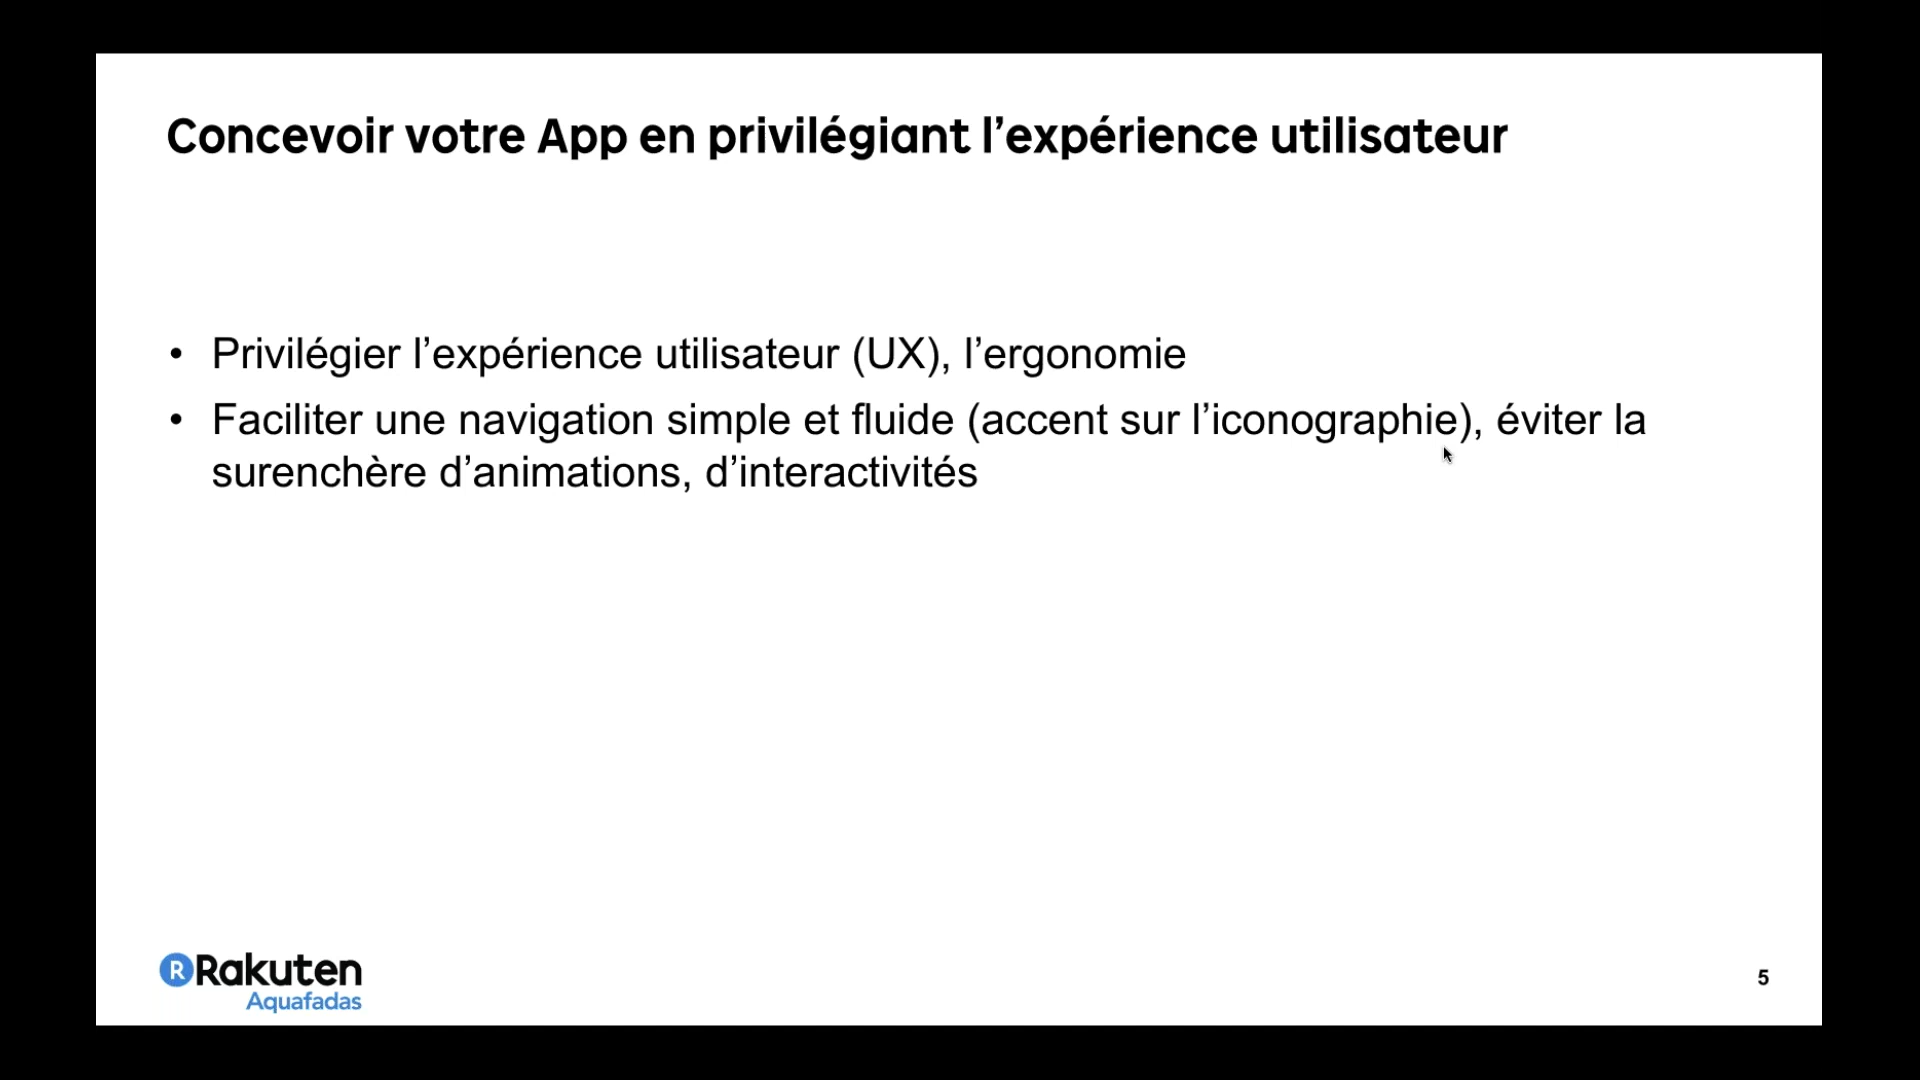 Concevoir votre App en privilégiant l’expérience utilisateur
• Privilégier l’expérience utilisateur (UX), l’ergonomie
• Faciliter une navigation simple et fluide (accent sur l’iconographie), éviter la
surenchère d’animations, d’interactivités
R Rakuten
Aquafadas
5